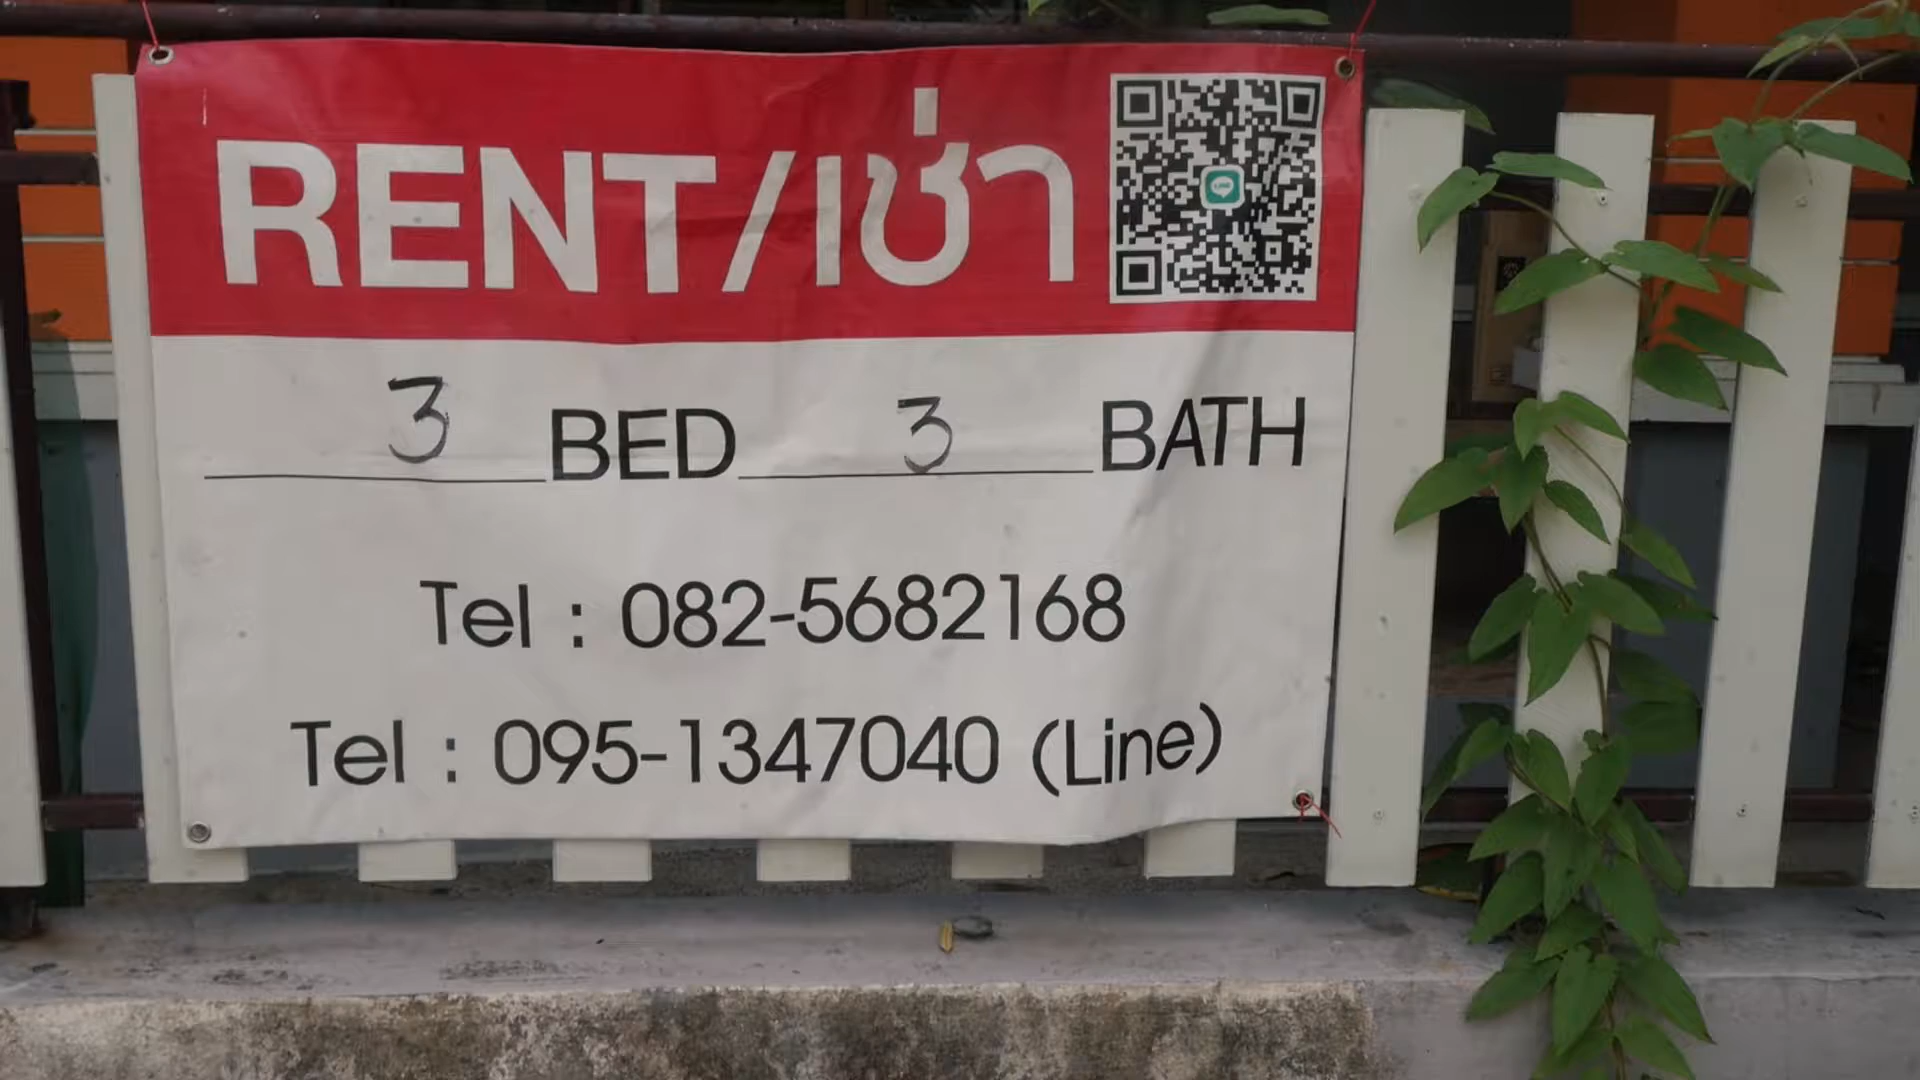 RENT/เช่า
3 BED 3 BATH
Tel : 082-5682168
Tel : 095-1347040 (Line)